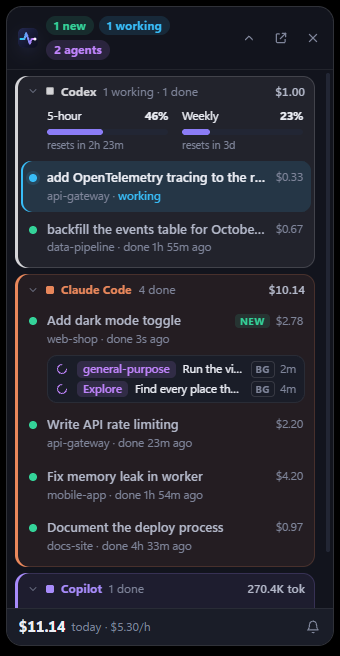 1 new 1 working
2 agents
Codex 1 working · 1 done $1.00
5-hour 46% Weekly 23%
resets in 2h 23m resets in 3d
add OpenTelemetry tracing to the r... $0.33
api-gateway · working
backfill the events table for Octobe... $0.67
data-pipeline · done 1h 55m ago
Claude Code 4 done $10.14
Add dark mode toggle NEW $2.78
web-shop · done 3s ago
general-purpose Run the vi... BG 2m
Explore Find every place th... BG 4m
Write API rate limiting $2.20
api-gateway · done 23m ago
Fix memory leak in worker $4.20
mobile-app · done 1h 54m ago
Document the deploy process $0.97
docs-site · done 4h 33m ago
Copilot 1 done 270.4K tok
$11.14 today · $5.30/h